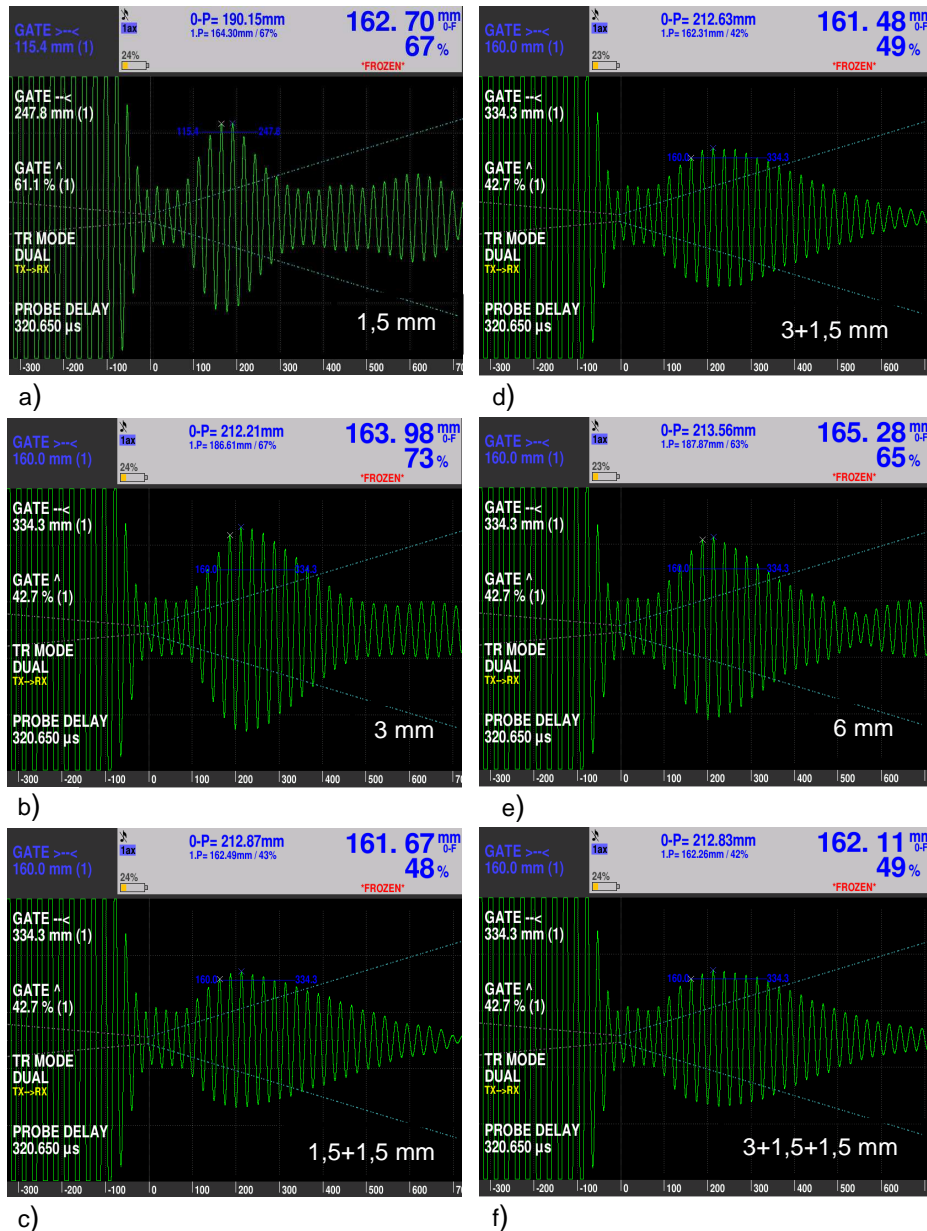 GATE >--<
115.4 mm (1)
1ax
24%
0-P= 190.15mm
1.P= 164.30mm / 67%
162. 70 mm
0-F
67 %
*FROZEN*
GATE --<
247.8 mm (1)
GATE ^
61.1 % (1)
TR MODE
DUAL
TX-->RX
PROBE DELAY
320.650 µs
115.4 247.8
1,5 mm
-300 -200 -100 0 100 200 300 400 500 600 70
a)
GATE >--<
160.0 mm (1)
1ax
23%
0-P= 212.63mm
1.P= 162.31mm / 42%
161. 48 mm
0-F
49 %
*FROZEN*
GATE --<
334.3 mm (1)
GATE ^
42.7 % (1)
TR MODE
DUAL
TX-->RX
PROBE DELAY
320.650 µs
160.0 334.3
3+1,5 mm
-300 -200 -100 0 100 200 300 400 500 600
d)
GATE >--<
160.0 mm (1)
1ax
24%
0-P= 212.21mm
1.P= 186.61mm / 67%
163. 98 mm
0-F
73 %
*FROZEN*
GATE --<
334.3 mm (1)
GATE ^
42.7 % (1)
TR MODE
DUAL
TX-->RX
PROBE DELAY
320.650 µs
160.0 334.3
3 mm
-300 -200 -100 0 100 200 300 400 500 600 70
b)
GATE >--<
160.0 mm (1)
1ax
23%
0-P= 213.56mm
1.P= 187.87mm / 63%
165. 28 mm
0-F
65 %
*FROZEN*
GATE --<
334.3 mm (1)
GATE ^
42.7 % (1)
TR MODE
DUAL
TX-->RX
PROBE DELAY
320.650 µs
160.0 334.3
6 mm
-300 -200 -100 0 100 200 300 400 500 600
e)
GATE >--<
160.0 mm (1)
1ax
24%
0-P= 212.87mm
1.P= 162.49mm / 43%
161. 67 mm
0-F
48 %
*FROZEN*
GATE --<
334.3 mm (1)
GATE ^
42.7 % (1)
TR MODE
DUAL
TX-->RX
PROBE DELAY
320.650 µs
160.0 334.3
1,5+1,5 mm
-300 -200 -100 0 100 200 300 400 500 600 70
c)
GATE >--<
160.0 mm (1)
1ax
24%
0-P= 212.83mm
1.P= 162.26mm / 42%
162. 11 mm
0-F
49 %
*FROZEN*
GATE --<
334.3 mm (1)
GATE ^
42.7 % (1)
TR MODE
DUAL
TX-->RX
PROBE DELAY
320.650 µs
160.0 334.3
3+1,5+1,5 mm
-300 -200 -100 0 100 200 300 400 500 600
f)